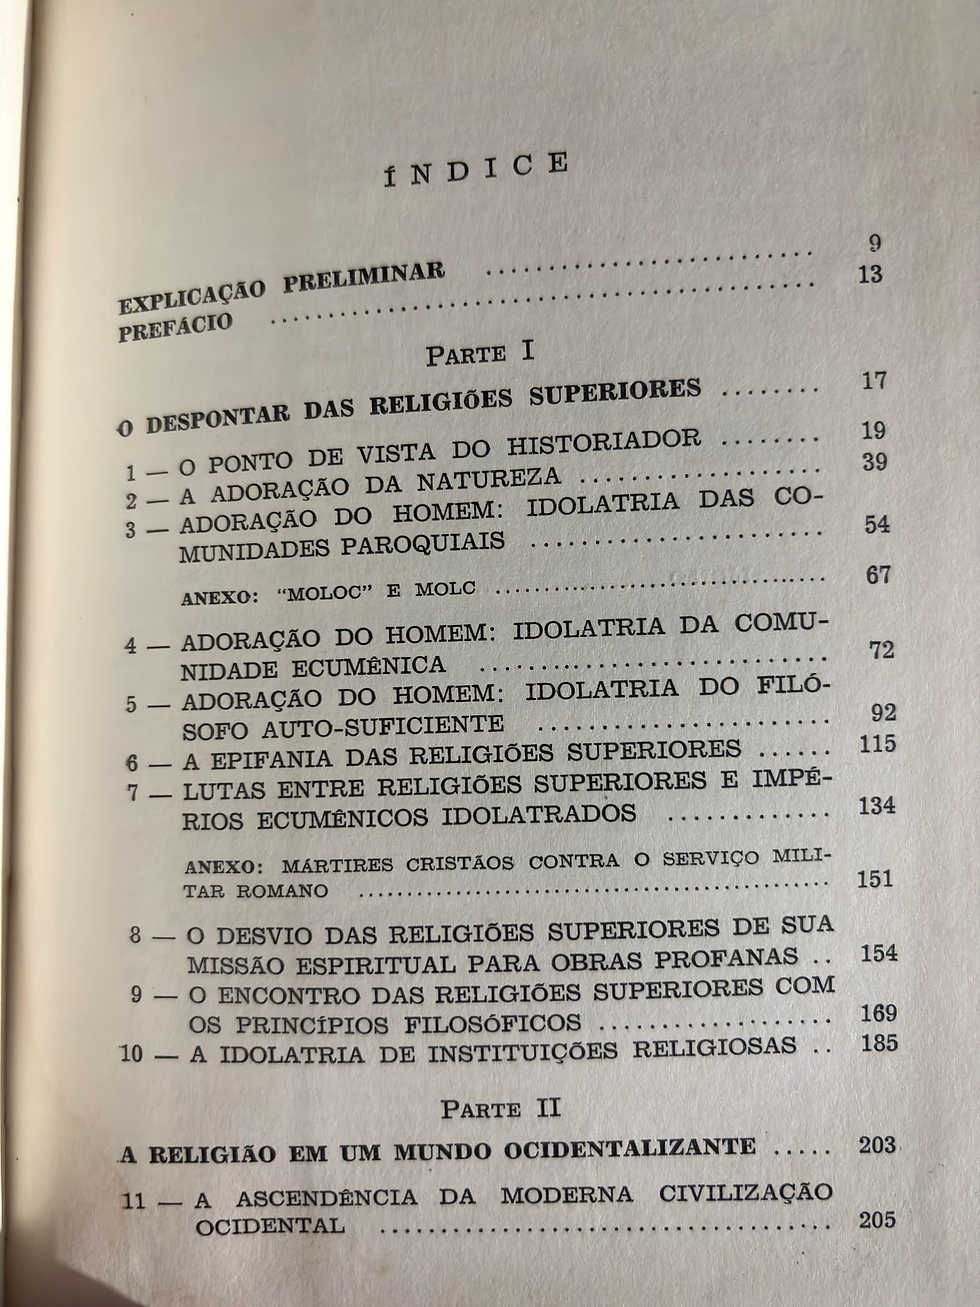 íNDICE
EXPLICAÇÃO PRELIMINAR .......................... 9
PREFÁCIO .......................................... 13
PARTE I
O DESPONTAR DAS RELIGIÕES SUPERIORES ........ 17
1 — O PONTO DE VISTA DO HISTORIADOR ........ 19
2 — A ADORAÇÃO DA NATUREZA .................. 39
3 — ADORAÇÃO DO HOMEM: IDOLATRIA DAS CO-
MUNIDADES PAROQUIAIS ....................... 54
ANEXO: “MOLOC” E MOLC .................................. 67
4 — ADORAÇÃO DO HOMEM: IDOLATRIA DA COMU-
NIDADE ECUMÊNICA ............................ 72
5 — ADORAÇÃO DO HOMEM: IDOLATRIA DO FILÓ-
SOFO AUTO-SUFICIENTE ...................... 92
6 — A EPIFANIA DAS RELIGIÕES SUPERIORES ...... 115
7 — LUTAS ENTRE RELIGIÕES SUPERIORES E IMPÉ-
RIOS ECUMÊNICOS IDOLATRADOS ............. 134
ANEXO: MÁRTIRES CRISTÃOS CONTRA O SERVIÇO MILI-
TAR ROMANO ............................................ 151
8 — O DESVIO DAS RELIGIÕES SUPERIORES DE SUA
MISSÃO ESPIRITUAL PARA OBRAS PROFANAS .. 154
9 — O ENCONTRO DAS RELIGIÕES SUPERIORES COM
OS PRINCíPIOS FILOSÓFICOS .................. 169
10 — A IDOLATRIA DE INSTITUIÇÕES RELIGIOSAS .. 185
PARTE II
A RELIGIÃO EM UM MUNDO OCIDENTALIZANTE ..... 203
11 — A ASCENDÊNCIA DA MODERNA CIVILIZAÇÃO
OCIDENTAL .................................... 205